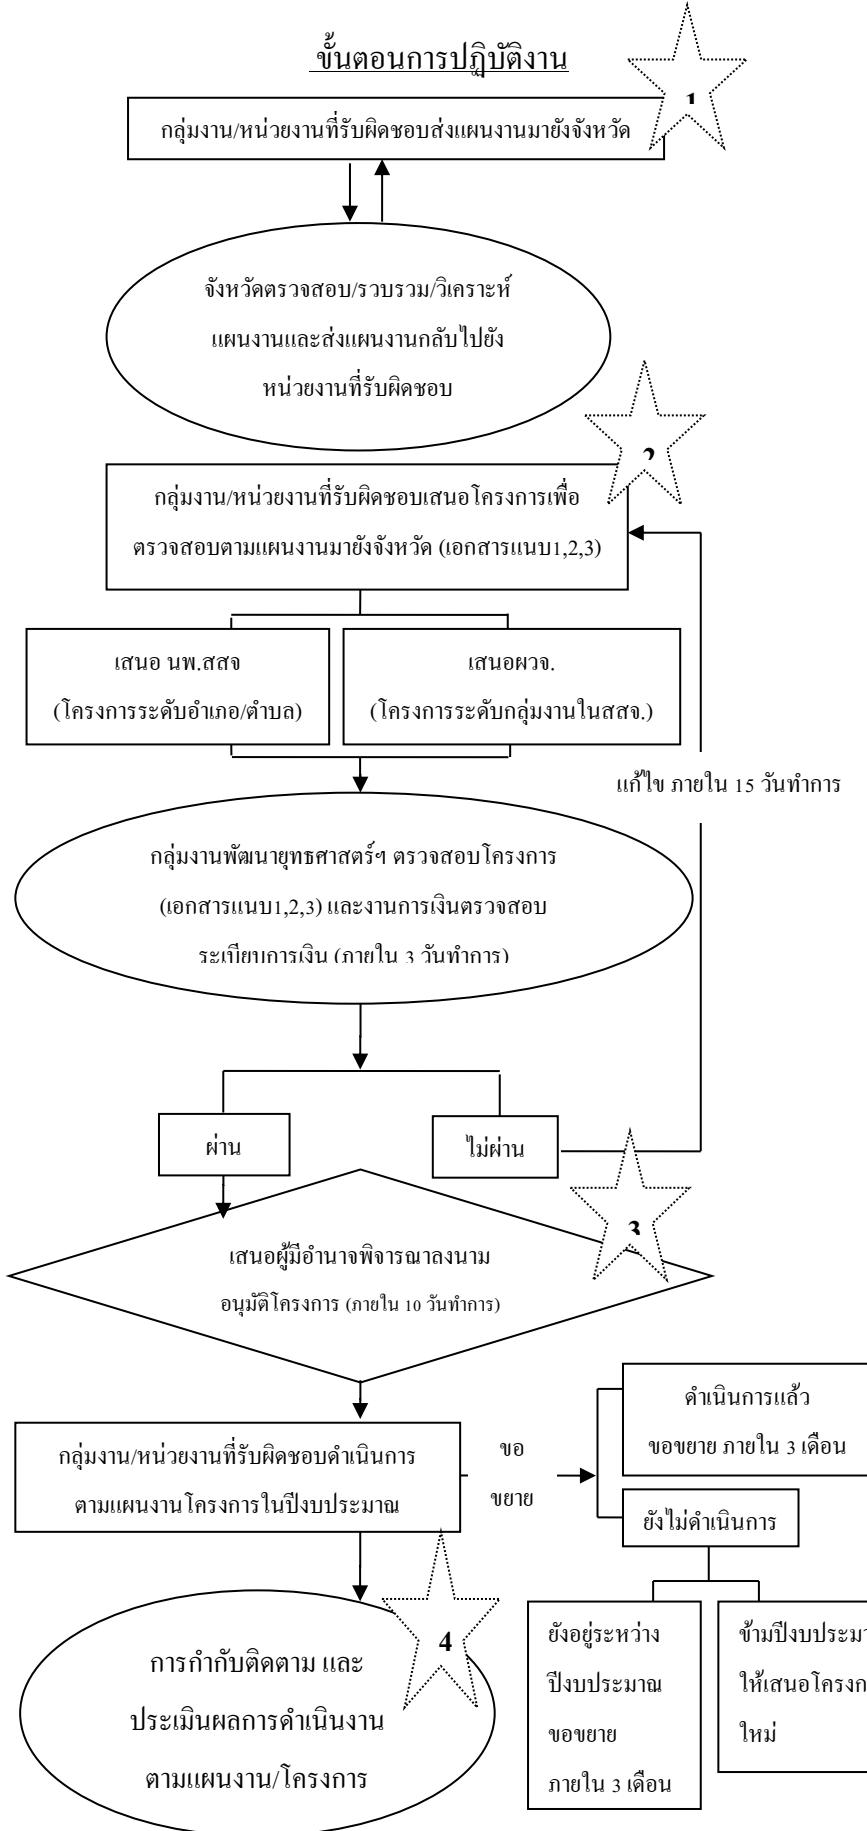 ขั้นตอนการปฏิบัติงาน
1
กลุ่มงาน/หน่วยงานที่รับผิดชอบส่งแผนงานมายังจังหวัด
จังหวัดตรวจสอบ/รวบรวม/วิเคราะห์
แผนงานและส่งแผนงานกลับไปยัง
หน่วยงานที่รับผิดชอบ
2
กลุ่มงาน/หน่วยงานที่รับผิดชอบเสนอโครงการเพื่อ
ตรวจสอบตามแผนงานมายังจังหวัด (เอกสารแนบ1,2,3)
เสนอ นพ.สสจ
(โครงการระดับอำเภอ/ตำบล)
เสนอผวจ.
(โครงการระดับกลุ่มงานในสสจ.)
แก้ไข ภายใน 15 วันทำการ
กลุ่มงานพัฒนายุทธศาสตร์ฯ ตรวจสอบโครงการ
(เอกสารแนบ1,2,3) และงานการเงินตรวจสอบ
ระเบียบการเงิน (ภายใน 3 วันทำการ)
ผ่าน
ไม่ผ่าน
3
เสนอผู้มีอำนาจพิจารณาลงนาม
อนุมัติโครงการ (ภายใน 10 วันทำการ)
กลุ่มงาน/หน่วยงานที่รับผิดชอบดำเนินการ
ตามแผนงานโครงการในปีงบประมาณ
ขอ
ขยาย
ดำเนินการแล้ว
ขอขยาย ภายใน 3 เดือน
ยังไม่ดำเนินการ
4
การกำกับติดตาม และ
ประเมินผลการดำเนินงาน
ตามแผนงาน/โครงการ
ยังอยู่ระหว่าง
ปีงบประมาณ
ขอขยาย
ภายใน 3 เดือน
ข้ามปีงบประมา
ให้เสนอโครงก
ใหม่